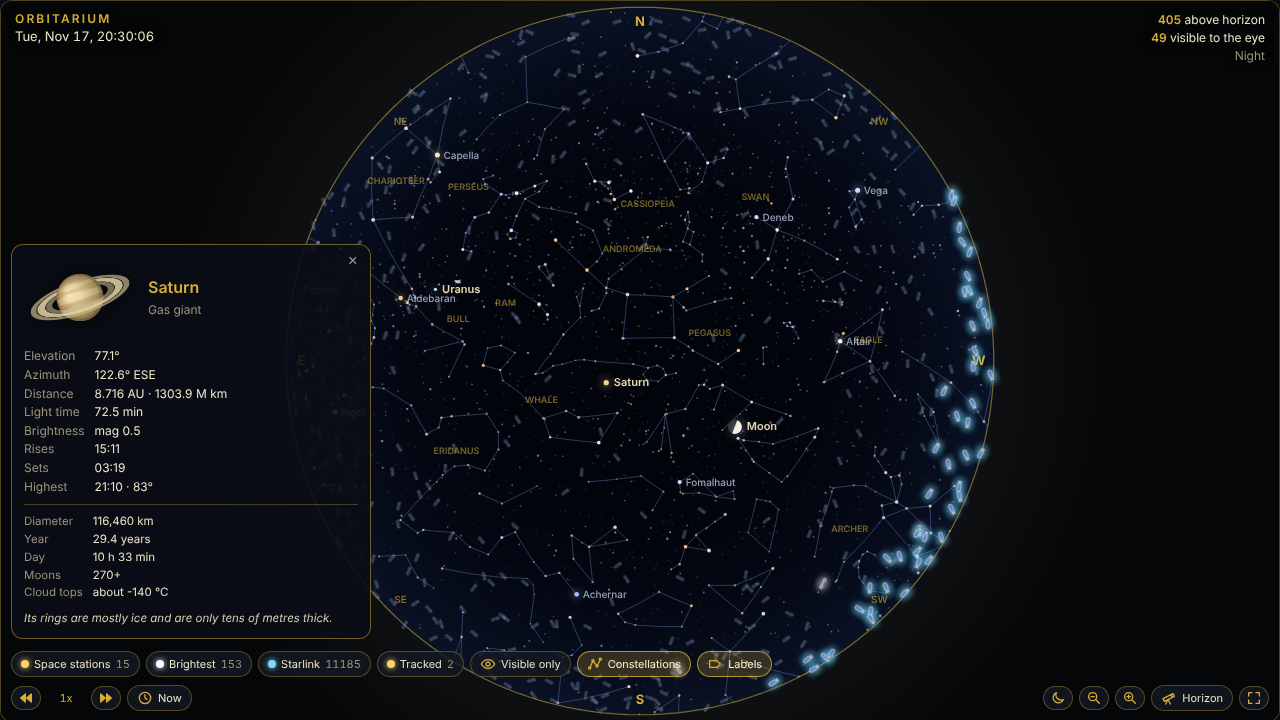 ORBITARIUM
Tue, Nov 17, 20:30:06
405 above horizon
49 visible to the eye
Night
N
NE
NW
Capella
CHARIOTEER
PERSEUS
CASSIOPEIA
SWAN
Vega
Deneb
ANDROMEDA
Uranus
Aldebaran
RAM
BULL
PEGASUS
Altair
EAGLE
ORION
E
W
Saturn
WHALE
Moon
Rigel
ERIDANUS
Fomalhaut
ARCHER
Achernar
SE
SW
S
×
Saturn
Gas giant
Elevation 77.1°
Azimuth 122.6° ESE
Distance 8.716 AU · 1303.9 M km
Light time 72.5 min
Brightness mag 0.5
Rises 15:11
Sets 03:19
Highest 21:10 · 83°
Diameter 116,460 km
Year 29.4 years
Day 10 h 33 min
Moons 270+
Cloud tops about -140 °C
Its rings are mostly ice and are only tens of metres thick.
Space stations 15
Brightest 153
Starlink 11185
Tracked 2
Visible only
Constellations
Labels
1x
Now
Horizon